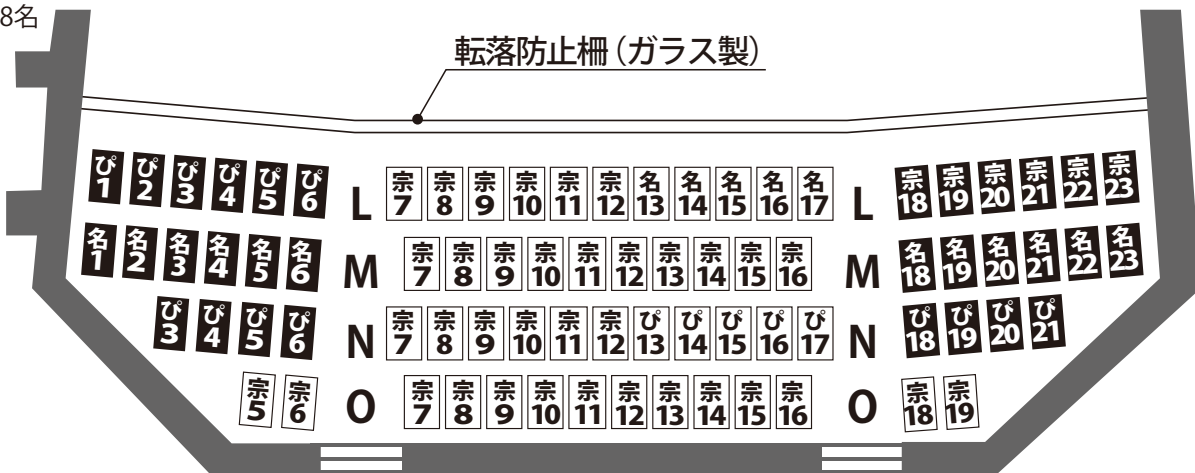 8名
転落防止柵（ガラス製）
ぴ1 ぴ2 ぴ3 ぴ4 ぴ5 ぴ6 L 宗7 宗8 宗9 宗10 宗11 宗12 名13 名14 名15 名16 名17 L 宗18 宗19 宗20 宗21 宗22 宗23
名1 名2 名3 名4 名5 名6 M 宗7 宗8 宗9 宗10 宗11 宗12 宗13 宗14 宗15 宗16 M 名18 名19 名20 名21 名22 名23
ぴ3 ぴ4 ぴ5 ぴ6 N 宗7 宗8 宗9 宗10 宗11 宗12 ぴ13 ぴ14 ぴ15 ぴ16 ぴ17 N ぴ18 ぴ19 ぴ20 ぴ21
宗5 宗6 O 宗7 宗8 宗9 宗10 宗11 宗12 宗13 宗14 宗15 宗16 O 宗18 宗19